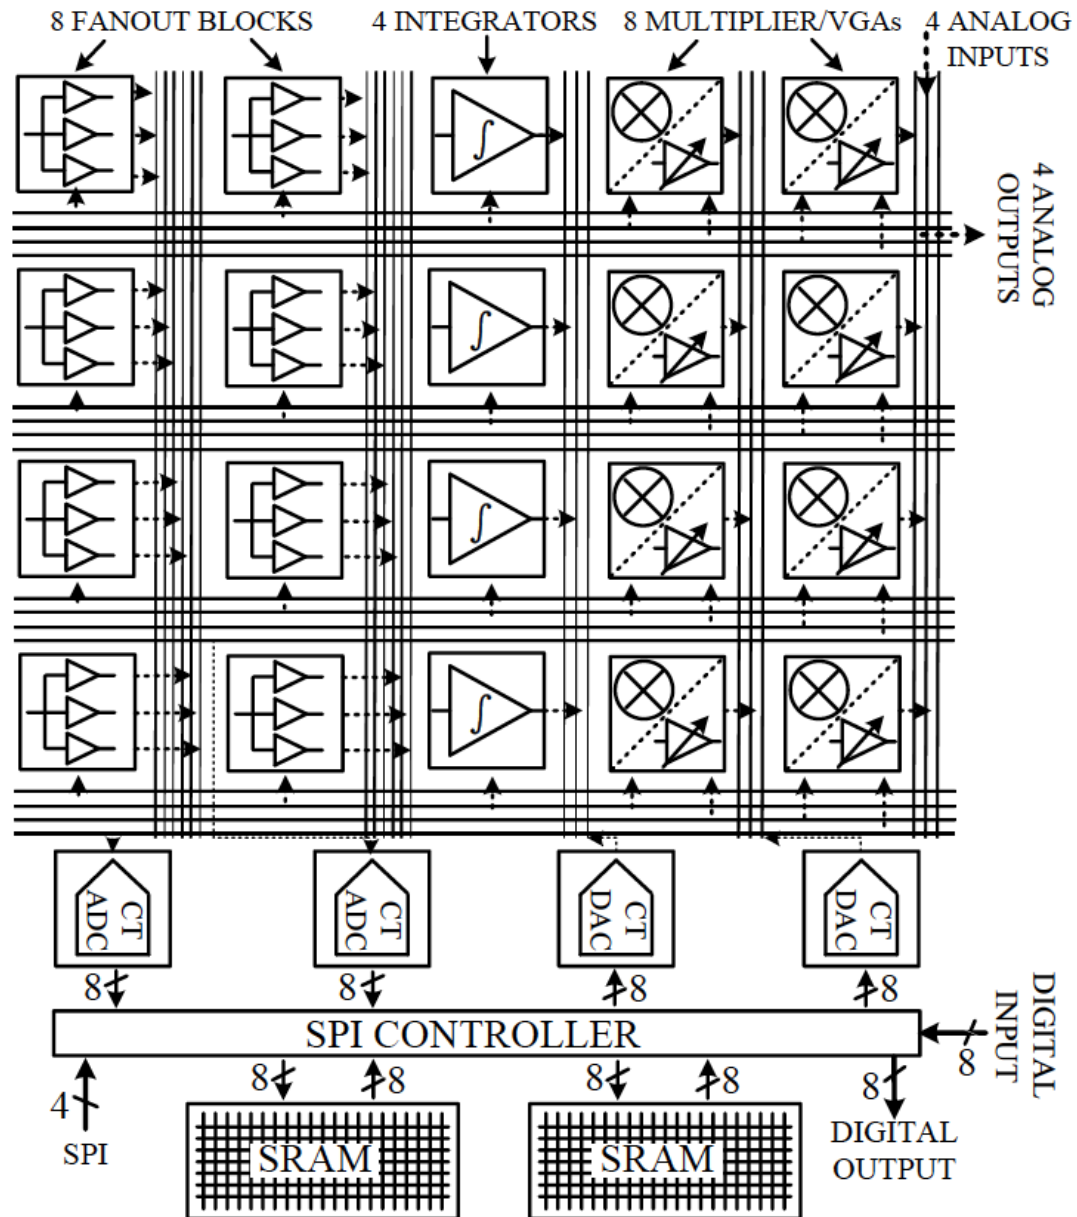 8 FANOUT BLOCKS
4 INTEGRATORS
8 MULTIPLIER/VGAs
4 ANALOG
INPUTS
4 ANALOG
OUTPUTS
∫
∫
∫
∫
CT
ADC
CT
ADC
CT
DAC
CT
DAC
8
8
8
8
DIGITAL
INPUT
8
SPI CONTROLLER
4
SPI
8
8
8
8
8
SRAM
SRAM
DIGITAL
OUTPUT